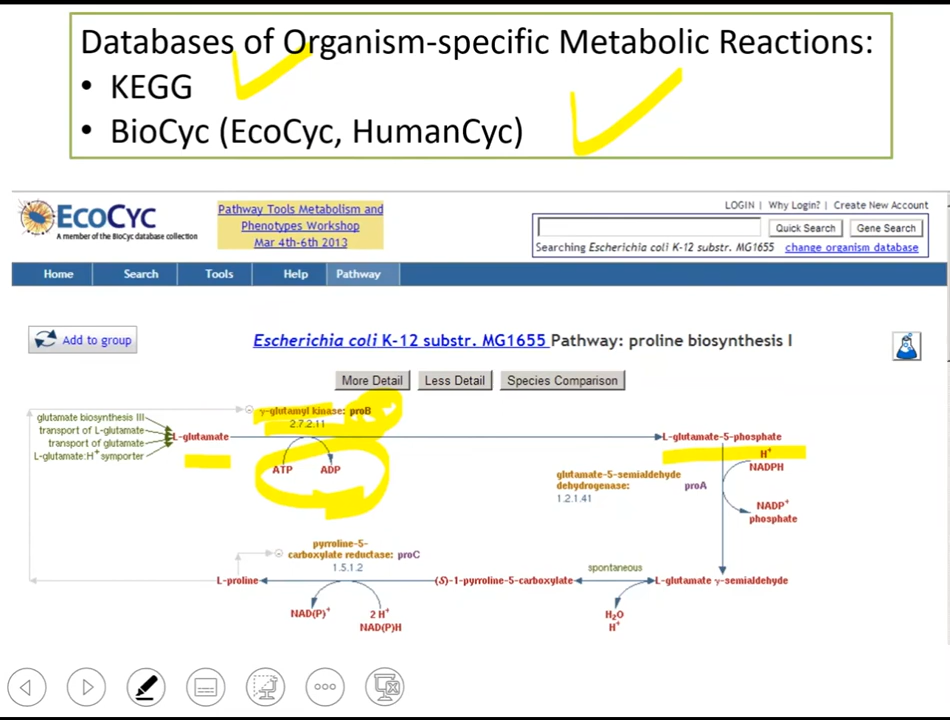 Databases of Organism-specific Metabolic Reactions:
• KEGG
• BioCyc (EcoCyc, HumanCyc)
EcoCyc
A member of the BioCyc database collection
Pathway Tools Metabolism and
Phenotypes Workshop
Mar 4th-6th 2013
LOGIN | Why Login? | Create New Account
Quick Search
Gene Search
Searching Escherichia coli K-12 substr. MG1655 change organism database
Home
Search
Tools
Help
Pathway
Add to group
Escherichia coli K-12 substr. MG1655 Pathway: proline biosynthesis I
More Detail
Less Detail
Species Comparison
glutamate biosynthesis III
transport of L-glutamate
transport of glutamate
L-glutamate:H⁺ symporter
L-glutamate
γ-glutamyl kinase: proB
2.7.2.11
ATP
ADP
L-glutamate-5-phosphate
H⁺
NADPH
glutamate-5-semialdehyde
dehydrogenase: proA
1.2.1.41
NADP⁺
phosphate
pyrroline-5-
carboxylate reductase: proC
1.5.1.2
L-proline
(S)-1-pyrroline-5-carboxylate
spontaneous
L-glutamate γ-semialdehyde
NAD(P)⁺
2 H⁺
NAD(P)H
H₂O
H⁺